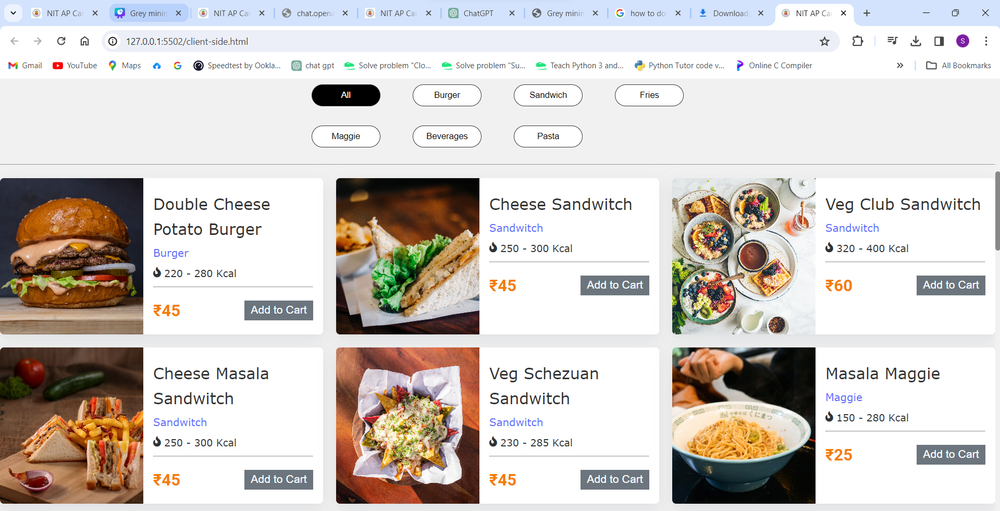 NIT AP Car
Grey minin
NIT AP Car
chat.opena
NIT AP Car
ChatGPT
Grey minin
how to do
Download
NIT AP Car
127.0.0.1:5502/client-side.html
S
Gmail
YouTube
Maps
Speedtest by Ookla...
chat gpt
Solve problem "Clo...
Solve problem "Su...
Teach Python 3 and...
Python Tutor code v...
Online C Compiler
All Bookmarks
All
Burger
Sandwich
Fries
Maggie
Beverages
Pasta
Double Cheese
Potato Burger
Burger
220 - 280 Kcal
₹45
Add to Cart
Cheese Sandwitch
Sandwitch
250 - 300 Kcal
₹45
Add to Cart
Veg Club Sandwitch
Sandwitch
320 - 400 Kcal
₹60
Add to Cart
Cheese Masala
Sandwitch
Sandwitch
250 - 300 Kcal
₹45
Add to Cart
Veg Schezuan
Sandwitch
Sandwitch
230 - 285 Kcal
₹45
Add to Cart
Masala Maggie
Maggie
150 - 280 Kcal
₹25
Add to Cart